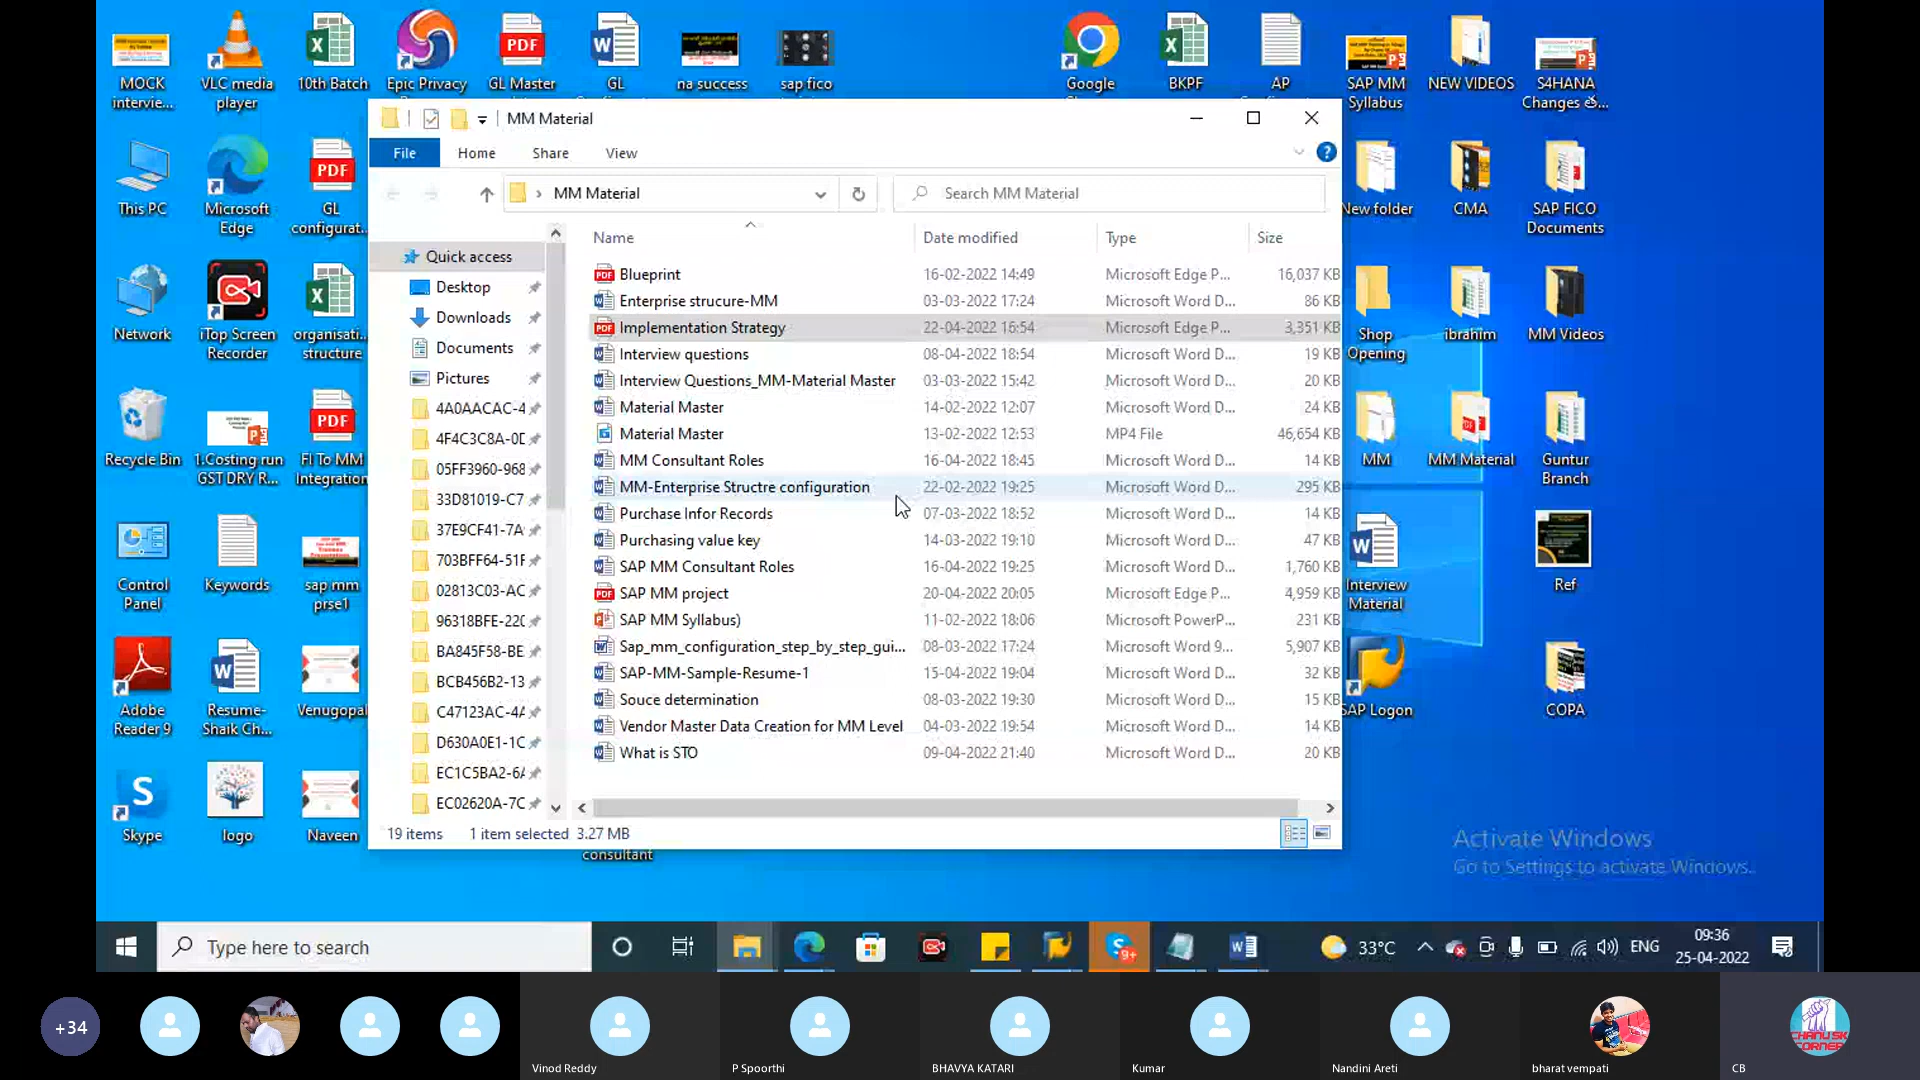 MOCK
intervie...
VLC media
player
10th Batch
Epic Privacy
PDF
GL Master
GL
na success
sap fico
Google
BKPF
AP
SAP MM
Syllabus
NEW VIDEOS
S4HANA
Changes ex...
MM Material
File
Home
Share
View
MM Material
Search MM Material
Name
Date modified
Type
Size
Quick access
Desktop
Downloads
Documents
Pictures
4A0AACAC-4
4F4C3C8A-0D
05FF3960-968
33D81019-C7
37E9CF41-7A
703BFF64-51F
02813C03-AC
96318BFE-22C
BA845F58-BE
BCB456B2-13
C47123AC-4A
D630A0E1-1C
EC1C5BA2-6A
EC02620A-7C
Blueprint 16-02-2022 14:49 Microsoft Edge P... 16,037 KB
Enterprise strucure-MM 03-03-2022 17:24 Microsoft Word D... 86 KB
Implementation Strategy 22-04-2022 16:54 Microsoft Edge P... 3,351 KB
Interview questions 08-04-2022 18:54 Microsoft Word D... 19 KB
Interview Questions_MM-Material Master 03-03-2022 15:42 Microsoft Word D... 20 KB
Material Master 14-02-2022 12:07 Microsoft Word D... 24 KB
Material Master 13-02-2022 12:53 MP4 File 46,654 KB
MM Consultant Roles 16-04-2022 18:45 Microsoft Word D... 14 KB
MM-Enterprise Structre configuration 22-02-2022 19:25 Microsoft Word D... 295 KB
Purchase Infor Records 07-03-2022 18:52 Microsoft Word D... 14 KB
Purchasing value key 14-03-2022 19:10 Microsoft Word D... 47 KB
SAP MM Consultant Roles 16-04-2022 19:25 Microsoft Word D... 1,760 KB
SAP MM project 20-04-2022 20:05 Microsoft Edge P... 4,959 KB
SAP MM Syllabus) 11-02-2022 18:06 Microsoft PowerP... 231 KB
Sap_mm_configuration_step_by_step_gui... 08-03-2022 17:24 Microsoft Word 9... 5,907 KB
SAP-MM-Sample-Resume-1 15-04-2022 19:04 Microsoft Word D... 32 KB
Souce determination 08-03-2022 19:30 Microsoft Word D... 15 KB
Vendor Master Data Creation for MM Level 04-03-2022 19:54 Microsoft Word D... 14 KB
What is STO 09-04-2022 21:40 Microsoft Word D... 20 KB
19 items
1 item selected 3.27 MB
consultant
This PC
Microsoft
Edge
PDF
GL
configurat...
New folder
CMA
SAP FICO
Documents
Network
iTop Screen
Recorder
organisati...
structure
Shop
Opening
ibrahim
MM Videos
Recycle Bin
1.Costing run
GST DRY R...
PDF
FI To MM
Integration
MM
MM Material
Guntur
Branch
Control
Panel
Keywords
sap mm
prse1
Interview
Material
Ref
Adobe
Reader 9
Resume-
Shaik Ch...
Venugopal
SAP Logon
COPA
Skype
logo
Naveen
Activate Windows
Go to Settings to activate Windows.
Type here to search
9+
33°C
ENG
09:36
25-04-2022
+34
Vinod Reddy
P Spoorthi
BHAVYA KATARI
Kumar
Nandini Areti
bharat vempati
CHANU SK
CORNER
CB